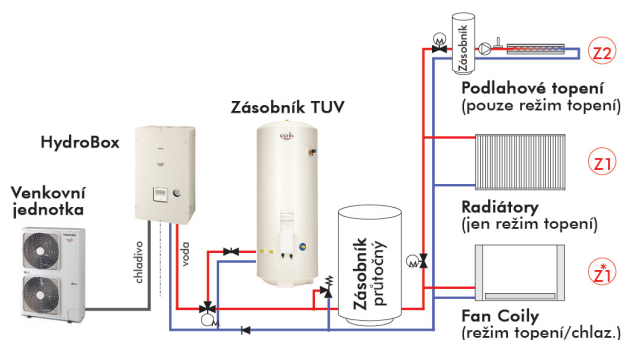 M
Zásobník
Z2
Podlahové topení
(pouze režim topení)
Zásobník TUV
HydroBox
Z1
Venkovní
jednotka
chladivo
voda
Radiátory
(jen režim topení)
Zásobník
průtočný
M
Z1*
M
Fan Coily
(režim topení/chlaz.)